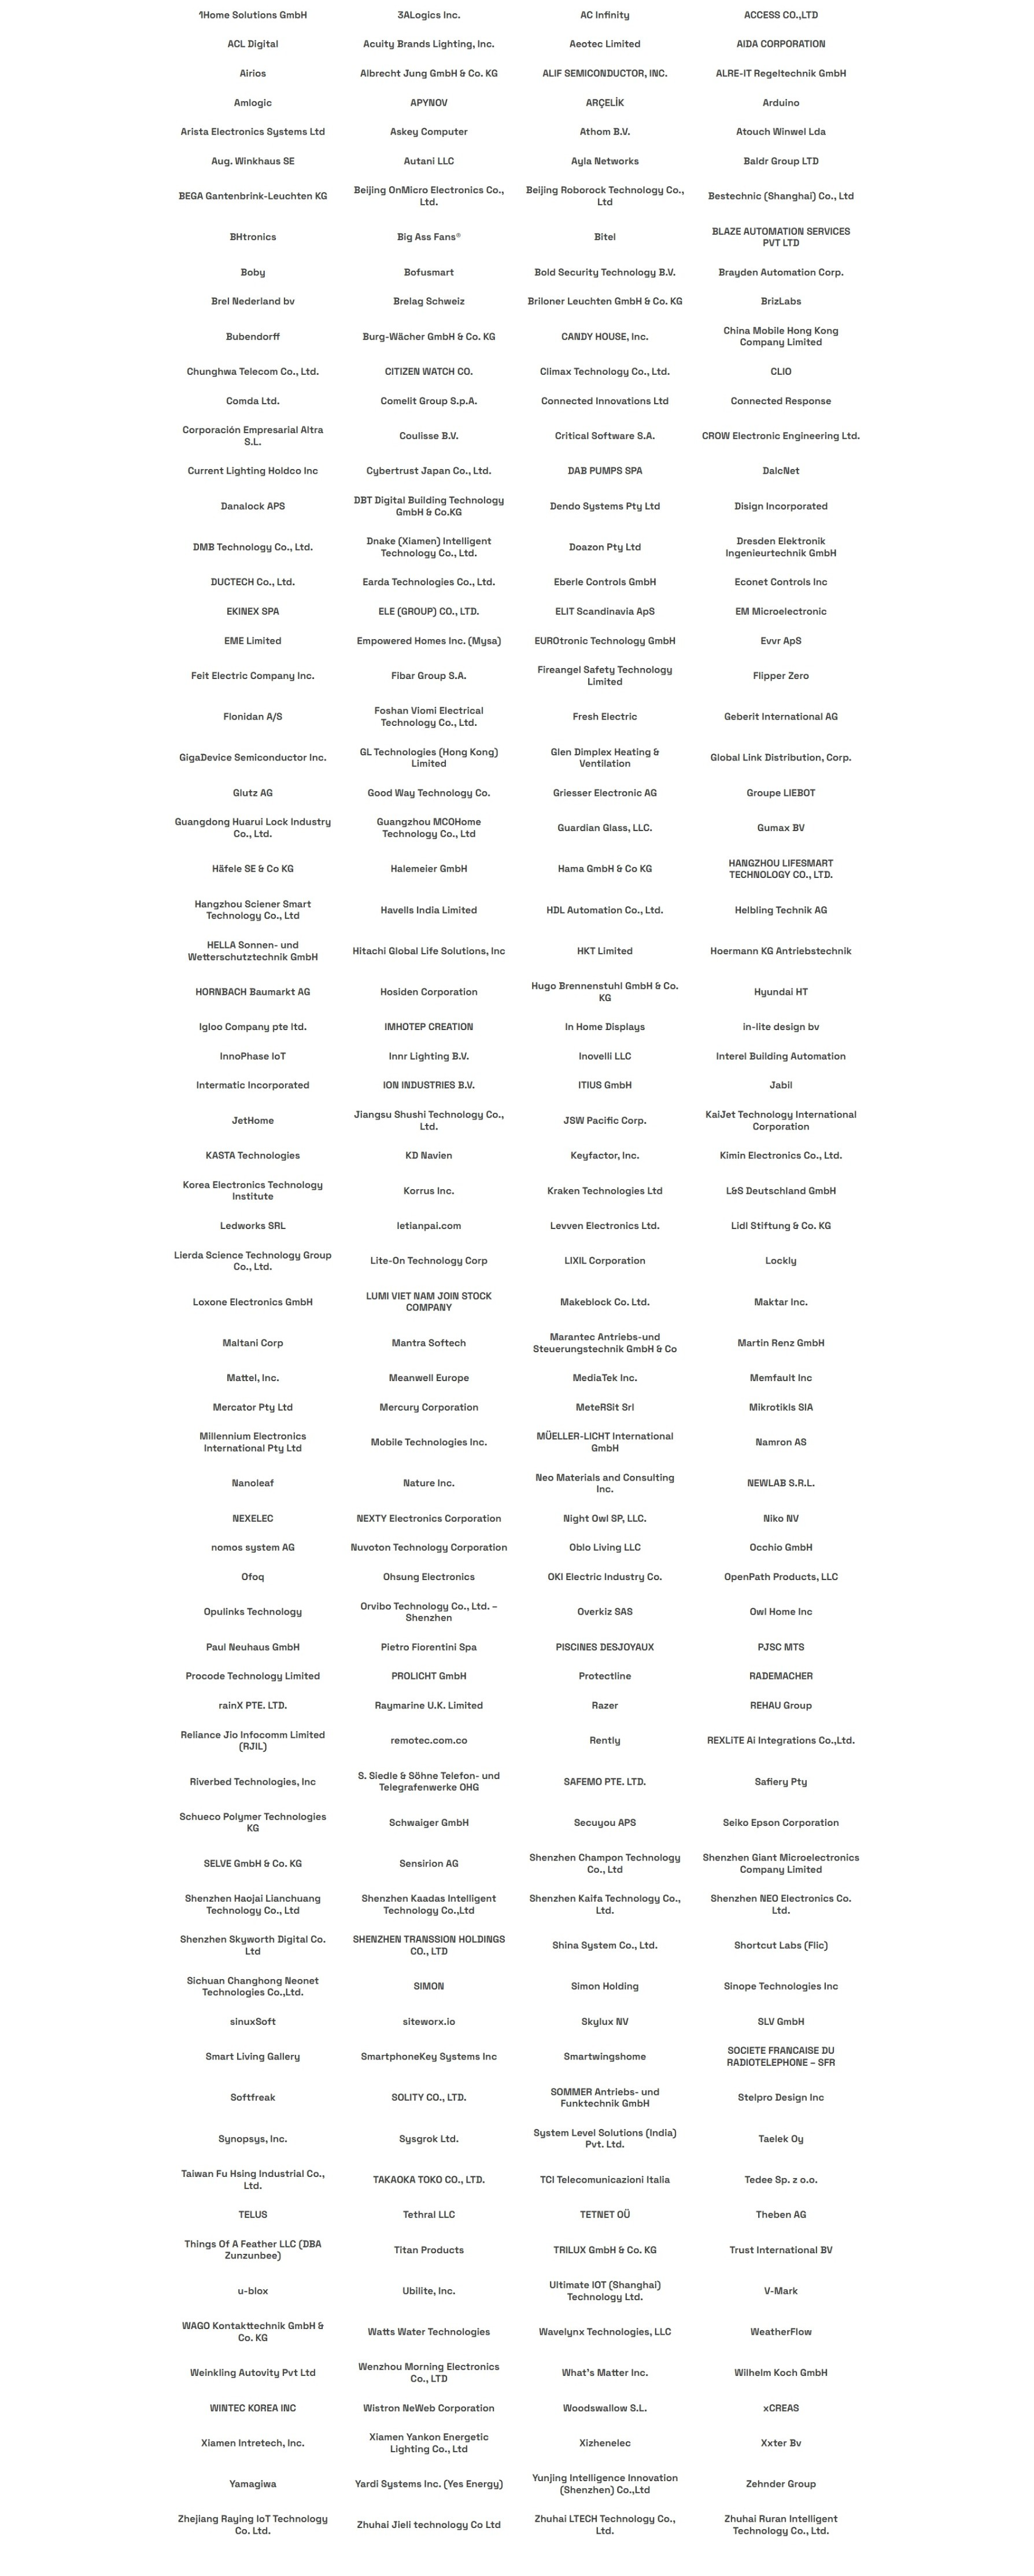 1Home Solutions GmbH
3ALogics Inc.
AC Infinity
ACCESS CO.,LTD
ACL Digital
Acuity Brands Lighting, Inc.
Aeotec Limited
AIDA CORPORATION
Airios
Albrecht Jung GmbH & Co. KG
ALIF SEMICONDUCTOR, INC.
ALRE-IT Regeltechnik GmbH
Amlogic
APYNOV
ARÇELİK
Arduino
Arista Electronics Systems Ltd
Askey Computer
Athom B.V.
Atouch Winwel Lda
Aug. Winkhaus SE
Autani LLC
Ayla Networks
Baldr Group LTD
BEGA Gantenbrink-Leuchten KG
Beijing OnMicro Electronics Co.,
Ltd.
Beijing Roborock Technology Co.,
Ltd
Bestechnic (Shanghai) Co., Ltd
BHtronics
Big Ass Fans®
Bitel
BLAZE AUTOMATION SERVICES
PVT LTD
Boby
Bofusmart
Bold Security Technology B.V.
Brayden Automation Corp.
Brel Nederland bv
Brelag Schweiz
Briloner Leuchten GmbH & Co. KG
BrizLabs
Bubendorff
Burg-Wächer GmbH & Co. KG
CANDY HOUSE, Inc.
China Mobile Hong Kong
Company Limited
Chunghwa Telecom Co., Ltd.
CITIZEN WATCH CO.
Climax Technology Co., Ltd.
CLIO
Comda Ltd.
Comelit Group S.p.A.
Connected Innovations Ltd
Connected Response
Corporación Empresarial Altra
S.L.
Coulisse B.V.
Critical Software S.A.
CROW Electronic Engineering Ltd.
Current Lighting Holdco Inc
Cybertrust Japan Co., Ltd.
DAB PUMPS SPA
DalcNet
Danalock APS
DBT Digital Building Technology
GmbH & Co.KG
Dendo Systems Pty Ltd
Disign Incorporated
DMB Technology Co., Ltd.
Dnake (Xiamen) Intelligent
Technology Co., Ltd.
Doazon Pty Ltd
Dresden Elektronik
Ingenieurtechnik GmbH
DUCTECH Co., Ltd.
Earda Technologies Co., Ltd.
Eberle Controls GmbH
Econet Controls Inc
EKINEX SPA
ELE (GROUP) CO., LTD.
ELIT Scandinavia ApS
EM Microelectronic
EME Limited
Empowered Homes Inc. (Mysa)
EUROtronic Technology GmbH
Evvr ApS
Feit Electric Company Inc.
Fibar Group S.A.
Fireangel Safety Technology
Limited
Flipper Zero
Flonidan A/S
Foshan Viomi Electrical
Technology Co., Ltd.
Fresh Electric
Geberit International AG
GigaDevice Semiconductor Inc.
GL Technologies (Hong Kong)
Limited
Glen Dimplex Heating &
Ventilation
Global Link Distribution, Corp.
Glutz AG
Good Way Technology Co.
Griesser Electronic AG
Groupe LIEBOT
Guangdong Huarui Lock Industry
Co., Ltd.
Guangzhou MCOHome
Technology Co., Ltd
Guardian Glass, LLC.
Gumax BV
Häfele SE & Co KG
Halemeier GmbH
Hama GmbH & Co KG
HANGZHOU LIFESMART
TECHNOLOGY CO., LTD.
Hangzhou Sciener Smart
Technology Co., Ltd
Havells India Limited
HDL Automation Co., Ltd.
Helbling Technik AG
HELLA Sonnen- und
Wetterschutztechnik GmbH
Hitachi Global Life Solutions, Inc
HKT Limited
Hoermann KG Antriebstechnik
HORNBACH Baumarkt AG
Hosiden Corporation
Hugo Brennenstuhl GmbH & Co.
KG
Hyundai HT
Igloo Company pte ltd.
IMHOTEP CREATION
In Home Displays
in-lite design bv
InnoPhase IoT
Innr Lighting B.V.
Inovelli LLC
Interel Building Automation
Intermatic Incorporated
ION INDUSTRIES B.V.
ITIUS GmbH
Jabil
JetHome
Jiangsu Shushi Technology Co.,
Ltd.
JSW Pacific Corp.
KaiJet Technology International
Corporation
KASTA Technologies
KD Navien
Keyfactor, Inc.
Kimin Electronics Co., Ltd.
Korea Electronics Technology
Institute
Korrus Inc.
Kraken Technologies Ltd
L&S Deutschland GmbH
Ledworks SRL
letianpai.com
Levven Electronics Ltd.
Lidl Stiftung & Co. KG
Lierda Science Technology Group
Co., Ltd.
Lite-On Technology Corp
LIXIL Corporation
Lockly
Loxone Electronics GmbH
LUMI VIET NAM JOIN STOCK
COMPANY
Makeblock Co. Ltd.
Maktar Inc.
Maltani Corp
Mantra Softech
Marantec Antriebs-und
Steuerungstechnik GmbH & Co
Martin Renz GmbH
Mattel, Inc.
Meanwell Europe
MediaTek Inc.
Memfault Inc
Mercator Pty Ltd
Mercury Corporation
MeteRSit Srl
Mikrotikls SIA
Millennium Electronics
International Pty Ltd
Mobile Technologies Inc.
MÜELLER-LICHT International
GmbH
Namron AS
Nanoleaf
Nature Inc.
Neo Materials and Consulting
Inc.
NEWLAB S.R.L.
NEXELEC
NEXTY Electronics Corporation
Night Owl SP, LLC.
Niko NV
nomos system AG
Nuvoton Technology Corporation
Oblo Living LLC
Occhio GmbH
Ofoq
Ohsung Electronics
OKI Electric Industry Co.
OpenPath Products, LLC
Opulinks Technology
Orvibo Technology Co., Ltd. –
Shenzhen
Overkiz SAS
Owl Home Inc
Paul Neuhaus GmbH
Pietro Fiorentini Spa
PISCINES DESJOYAUX
PJSC MTS
Procode Technology Limited
PROLICHT GmbH
Protectline
RADEMACHER
rainX PTE. LTD.
Raymarine U.K. Limited
Razer
REHAU Group
Reliance Jio Infocomm Limited
(RJIL)
remotec.com.co
Rently
REXLiTE Ai Integrations Co.,Ltd.
Riverbed Technologies, Inc
S. Siedle & Söhne Telefon- und
Telegrafenwerke OHG
SAFEMO PTE. LTD.
Safiery Pty
Schueco Polymer Technologies
KG
Schwaiger GmbH
Secuyou APS
Seiko Epson Corporation
SELVE GmbH & Co. KG
Sensirion AG
Shenzhen Champon Technology
Co., Ltd
Shenzhen Giant Microelectronics
Company Limited
Shenzhen Haojai Lianchuang
Technology Co., Ltd
Shenzhen Kaadas Intelligent
Technology Co.,Ltd
Shenzhen Kaifa Technology Co.,
Ltd.
Shenzhen NEO Electronics Co.
Ltd.
Shenzhen Skyworth Digital Co.
Ltd
SHENZHEN TRANSSION HOLDINGS
CO., LTD
Shina System Co., Ltd.
Shortcut Labs (Flic)
Sichuan Changhong Neonet
Technologies Co.,Ltd.
SIMON
Simon Holding
Sinope Technologies Inc
sinuxSoft
siteworx.io
Skylux NV
SLV GmbH
Smart Living Gallery
SmartphoneKey Systems Inc
Smartwingshome
SOCIETE FRANCAISE DU
RADIOTELEPHONE – SFR
Softfreak
SOLITY CO., LTD.
SOMMER Antriebs- und
Funktechnik GmbH
Stelpro Design Inc
Synopsys, Inc.
Sysgrok Ltd.
System Level Solutions (India)
Pvt. Ltd.
Taelek Oy
Taiwan Fu Hsing Industrial Co.,
Ltd.
TAKAOKA TOKO CO., LTD.
TCI Telecomunicazioni Italia
Tedee Sp. z o.o.
TELUS
Tethral LLC
TETNET OÜ
Theben AG
Things Of A Feather LLC (DBA
Zunzunbee)
Titan Products
TRILUX GmbH & Co. KG
Trust International BV
u-blox
Ubilite, Inc.
Ultimate IOT (Shanghai)
Technology Ltd.
V-Mark
WAGO Kontakttechnik GmbH &
Co. KG
Watts Water Technologies
Wavelynx Technologies, LLC
WeatherFlow
Weinkling Autovity Pvt Ltd
Wenzhou Morning Electronics
Co., LTD
What's Matter Inc.
Wilhelm Koch GmbH
WINTEC KOREA INC
Wistron NeWeb Corporation
Woodswallow S.L.
xCREAS
Xiamen Intretech, Inc.
Xiamen Yankon Energetic
Lighting Co., Ltd
Xizhenelec
Xxter Bv
Yamagiwa
Yardi Systems Inc. (Yes Energy)
Yunjing Intelligence Innovation
(Shenzhen) Co.,Ltd
Zehnder Group
Zhejiang Raying IoT Technology
Co. Ltd.
Zhuhai Jieli technology Co Ltd
Zhuhai LTECH Technology Co.,
Ltd.
Zhuhai Ruran Intelligent
Technology Co., Ltd.